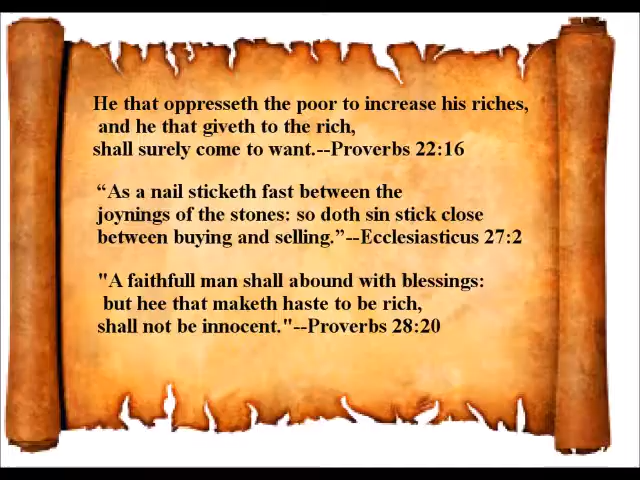 He that oppresseth the poor to increase his riches,
and he that giveth to the rich,
shall surely come to want.--Proverbs 22:16
“As a nail sticketh fast between the
joynings of the stones: so doth sin stick close
between buying and selling.”--Ecclesiasticus 27:2
"A faithfull man shall abound with blessings:
but hee that maketh haste to be rich,
shall not be innocent."--Proverbs 28:20